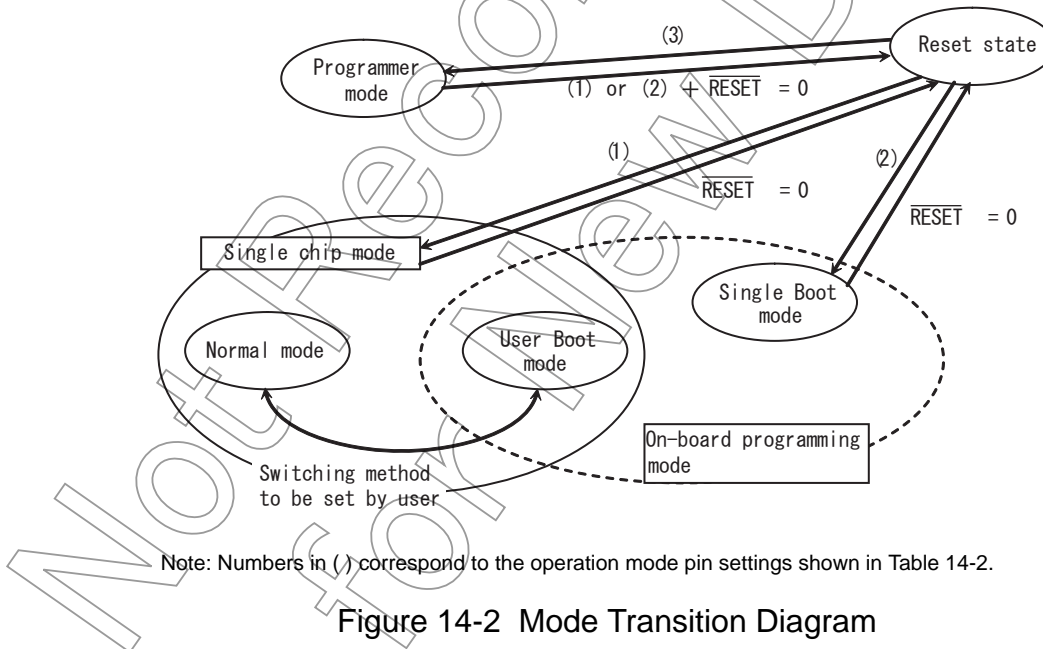 (3)
Reset state
Programmer
mode
(1) or (2) + RESET = 0
(1)
(2)
RESET = 0
RESET = 0
Single chip mode
Single Boot
mode
Normal mode
User Boot
mode
On-board programming
mode
Switching method
to be set by user
Note: Numbers in ( ) correspond to the operation mode pin settings shown in Table 14-2.
Figure 14-2 Mode Transition Diagram